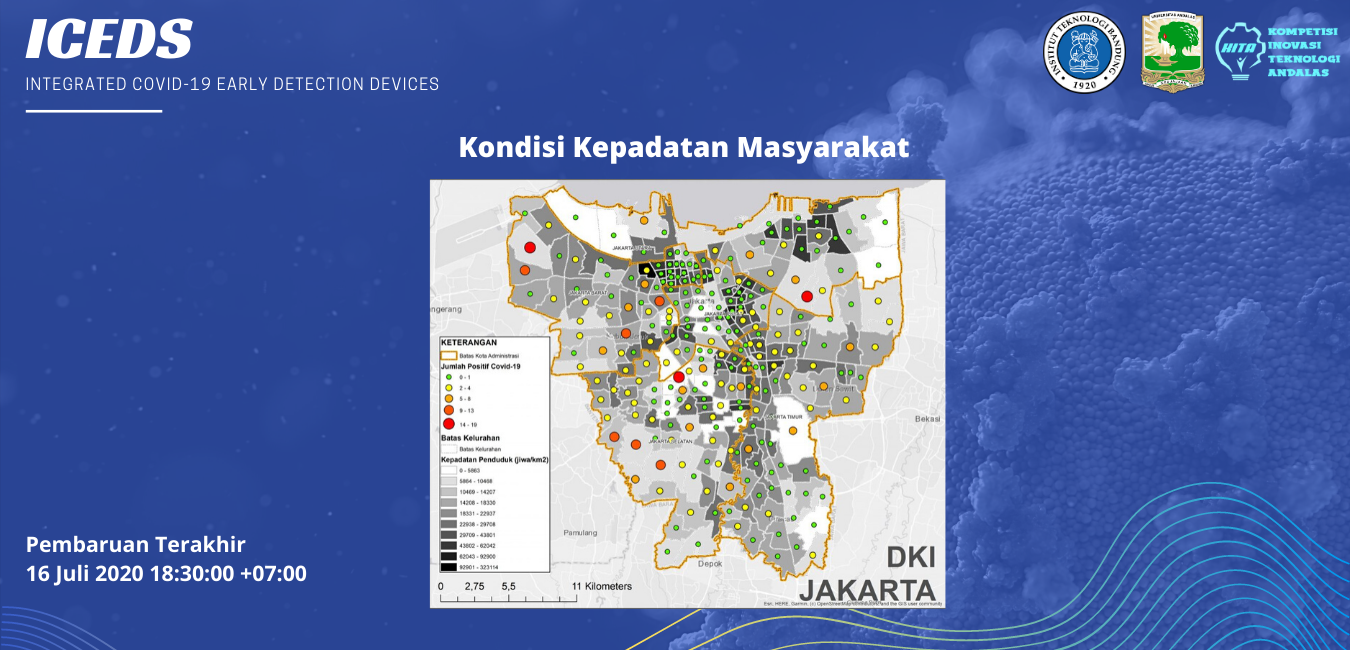 ICEDS
INTEGRATED COVID-19 EARLY DETECTION DEVICES
INSTITUT TEKNOLOGI BANDUNG
1920
UNIVERSITAS ANDALAS
HITA
KOMPETISI
INOVASI
TEKNOLOGI
ANDALAS
Kondisi Kepadatan Masyarakat
JAKARTA BARAT
Jakarta
ngerang
JAKARTA TIMUR
JAKARTA SELATAN
Bekasi
Pamulang
Depok
KETERANGAN
Batas Kota Administrasi
Jumlah Positif Covid-19
0 - 1
2 - 4
5 - 8
9 - 13
14 - 19
Batas Kelurahan
Batas Kelurahan
Kepadatan Penduduk (jiwa/km2)
0 - 5863
5864 - 10468
10469 - 14207
14208 - 18330
18331 - 22937
22938 - 29708
29709 - 43801
43802 - 62042
62043 - 92900
92901 - 323114
0 2,75 5,5 11 Kilometers
DKI
JAKARTA
Esri, HERE, Garmin, (c) OpenStreetMap contributors, and the GIS user community
Pembaruan Terakhir
16 Juli 2020 18:30:00 +07:00